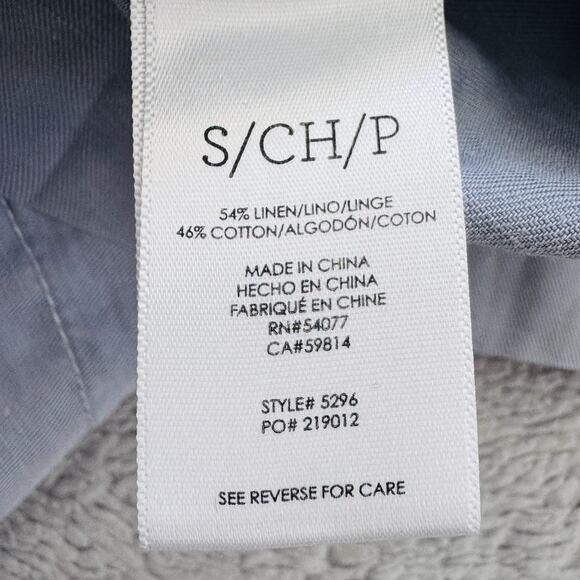 S/CH/P
54% LINEN/LINO/LINGE
46% COTTON/ALGODÓN/COTON
MADE IN CHINA
HECHO EN CHINA
FABRIQUÉ EN CHINE
RN#54077
CA#59814
STYLE# 5296
PO# 219012
SEE REVERSE FOR CARE